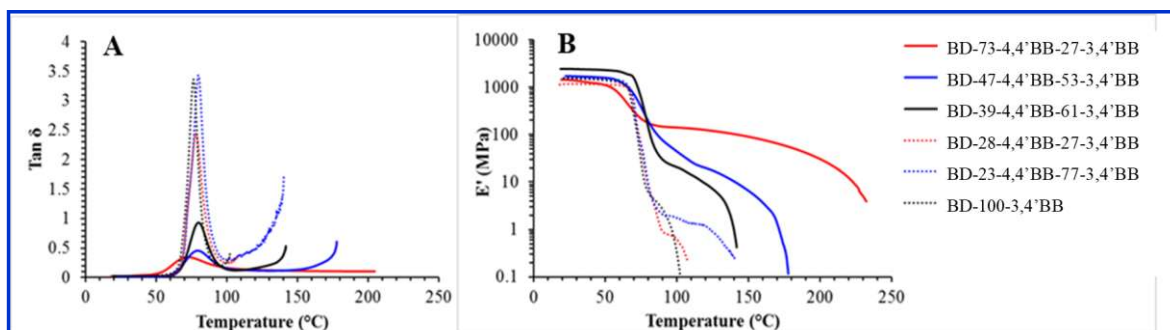 A
Tan δ
4
3.5
3
2.5
2
1.5
1
0.5
0
0 50 100 150 200 250
Temperature (°C)
B
E' (MPa)
10000
1000
100
10
1
0.1
0 50 100 150 200 250
Temperature (°C)
BD-73-4,4’BB-27-3,4’BB
BD-47-4,4’BB-53-3,4’BB
BD-39-4,4’BB-61-3,4’BB
BD-28-4,4’BB-27-3,4’BB
BD-23-4,4’BB-77-3,4’BB
BD-100-3,4’BB